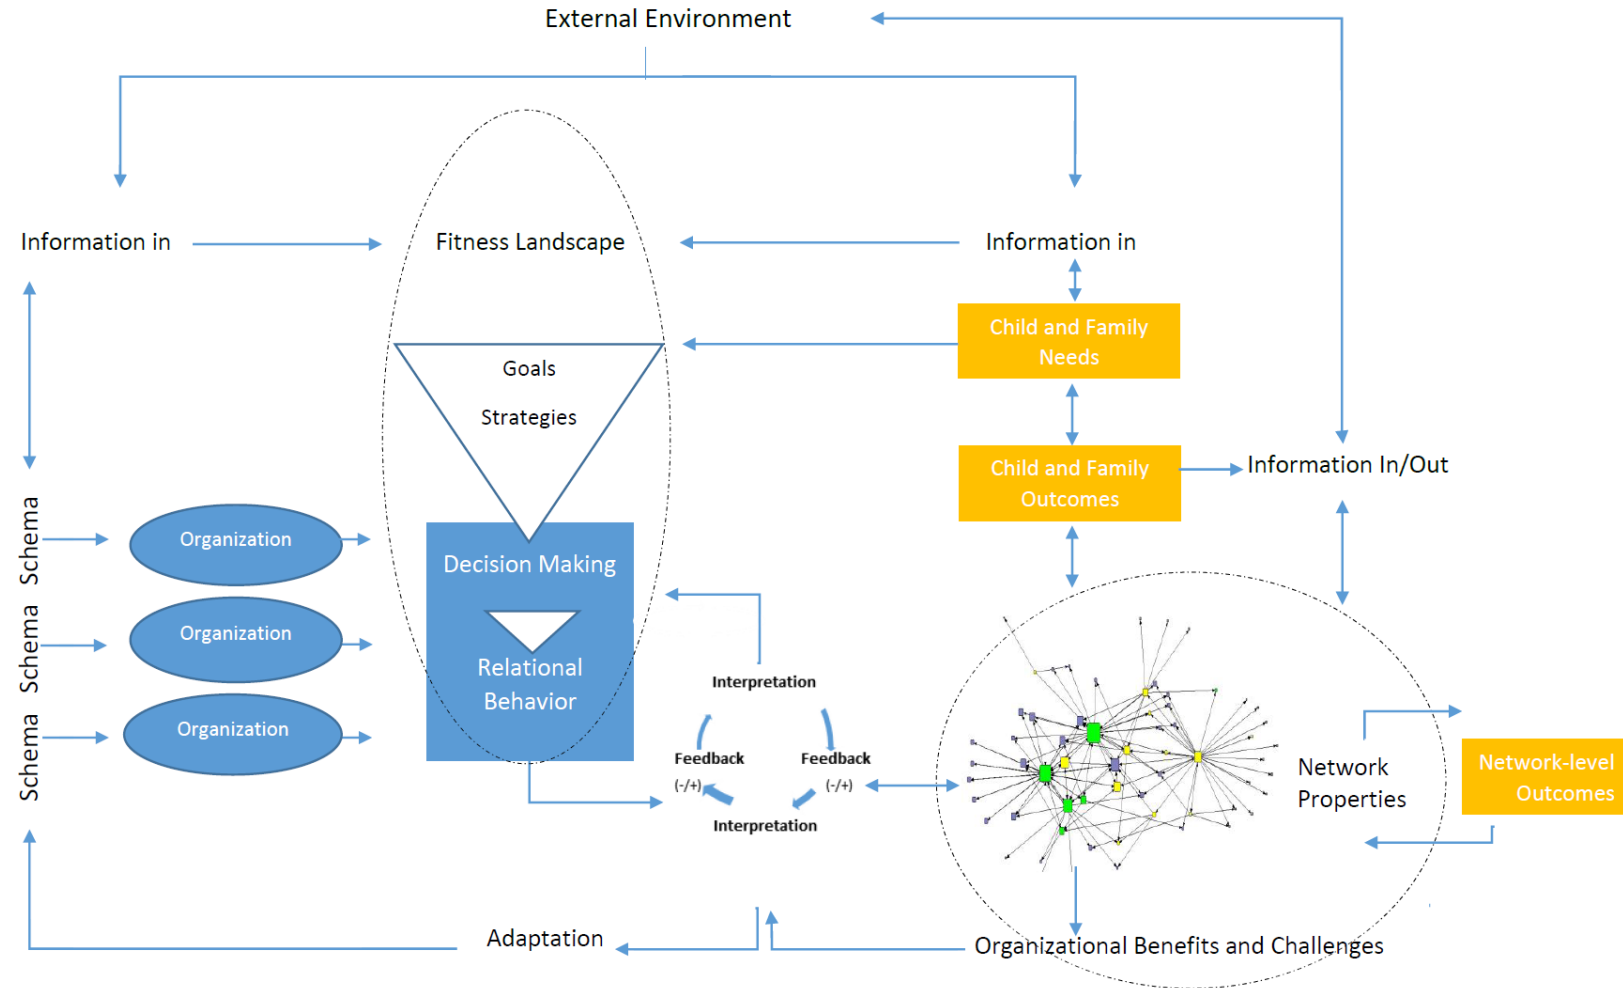 External Environment
Information in
Fitness Landscape
Information in
Goals
Strategies
Child and Family
Needs
Child and Family
Outcomes
Information In/Out
Schema
Schema
Schema
Organization
Organization
Organization
Decision Making
Relational
Behavior
Interpretation
Feedback
(-/+)
Feedback
(-/+)
Interpretation
Network
Properties
Network-level
Outcomes
Adaptation
Organizational Benefits and Challenges